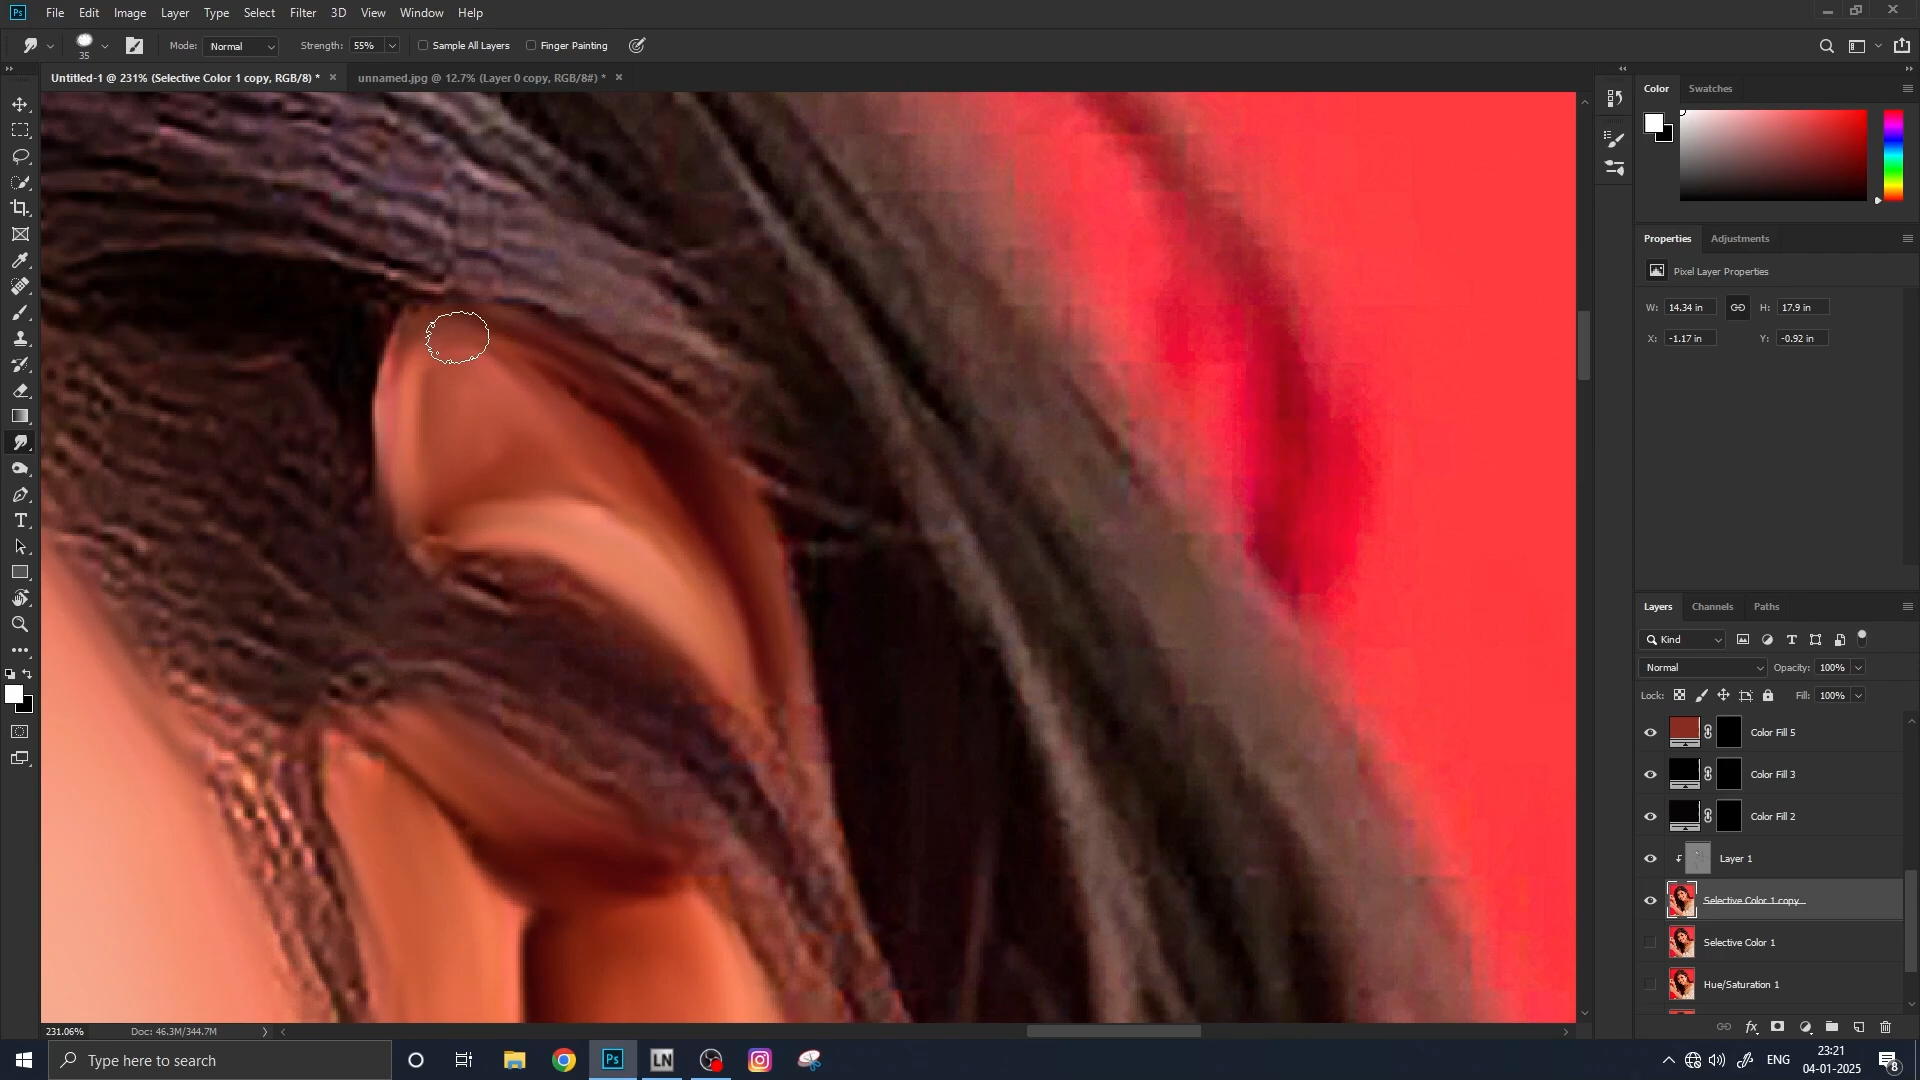 Ps File Edit Image Layer Type Select Filter 3D View Window Help
35 Mode: Normal Strength: 55% Sample All Layers Finger Painting
Untitled-1 @ 231% (Selective Color 1 copy, RGB/8) * × unnamed.jpg @ 12.7% (Layer 0 copy, RGB/8#) * ×
Color Swatches
Properties Adjustments
Pixel Layer Properties
W: 14.34 in H: 17.9 in
X: -1.17 in Y: -0.92 in
Layers Channels Paths
Kind
Normal Opacity: 100%
Lock: Fill: 100%
Color Fill 5
Color Fill 3
Color Fill 2
Layer 1
Selective Color 1 copy
Selective Color 1
Hue/Saturation 1
231.06% Doc: 46.3M/344.7M
Type here to search Ps LN ENG 23:21 04-01-2025 8